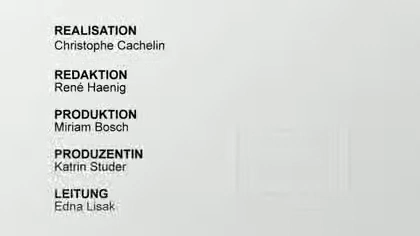 REALISATION
Christophe Cachelin
REDAKTION
René Haenig
PRODUKTION
Miriam Bosch
PRODUZENTIN
Katrin Studer
LEITUNG
Edna Lisak